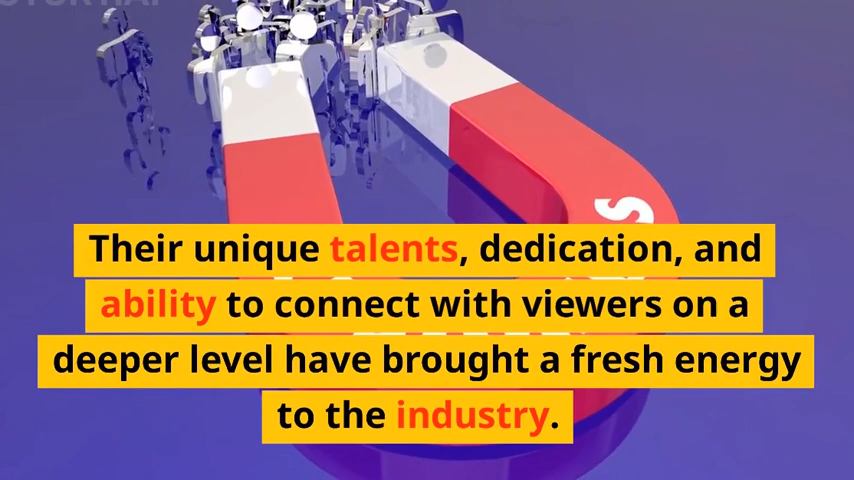 Their unique talents, dedication, and
ability to connect with viewers on a
deeper level have brought a fresh energy
to the industry.